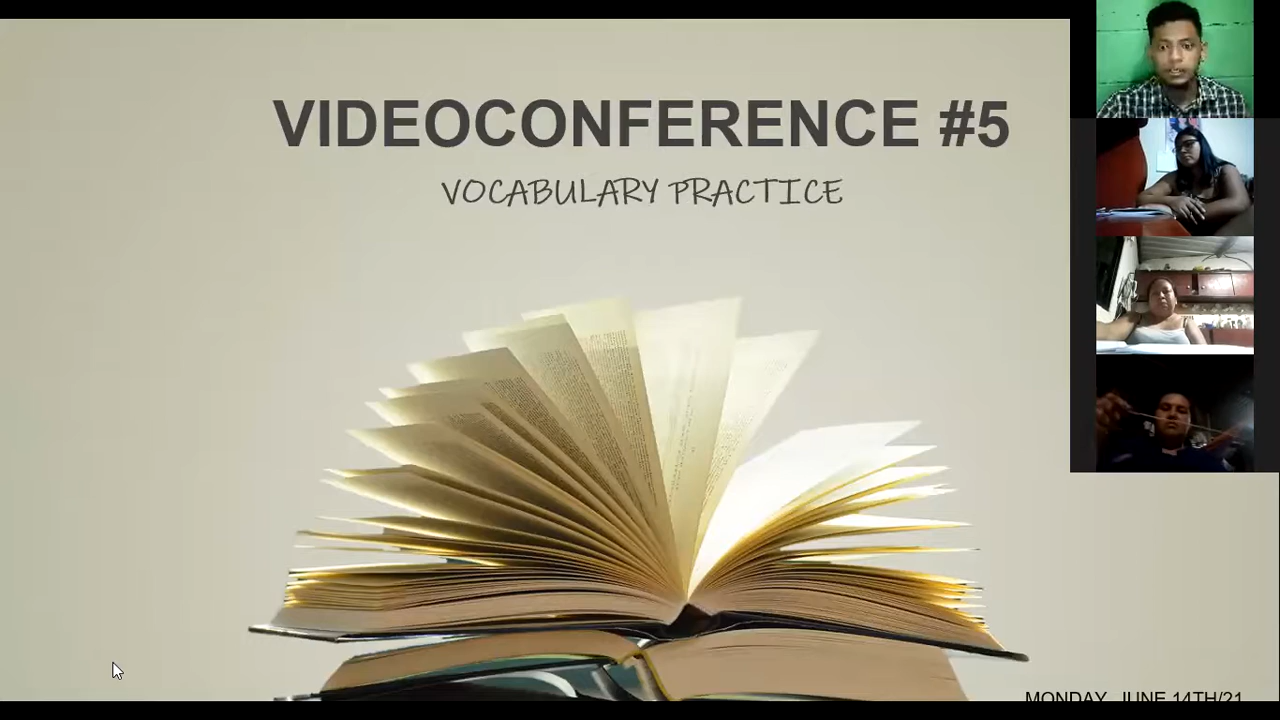 VIDEOCONFERENCE #5
VOCABULARY PRACTICE
MONDAY, JUNE 14TH/21